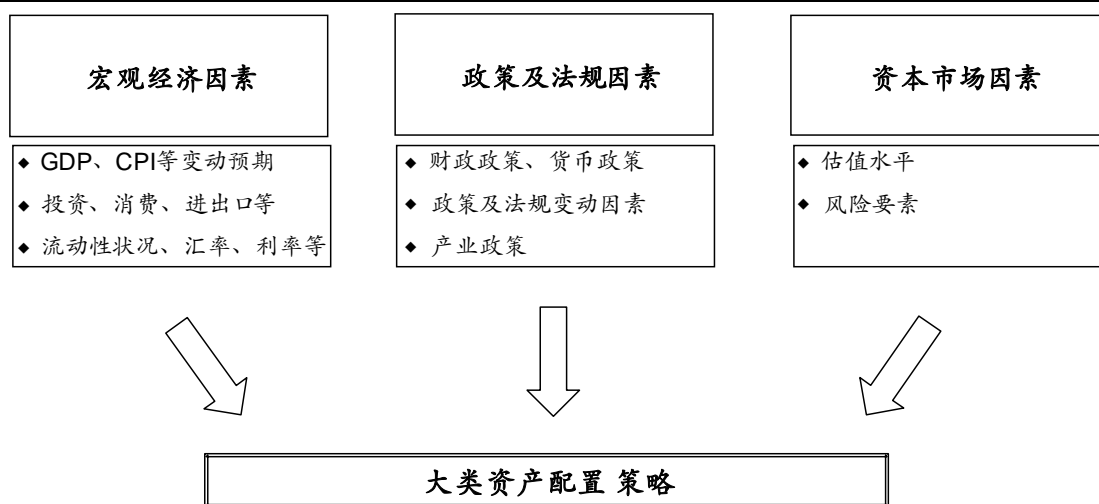 宏观经济因素
◆ GDP、CPI等变动预期
◆ 投资、消费、进出口等
◆ 流动性状况、汇率、利率等
政策及法规因素
◆ 财政政策、货币政策
◆ 政策及法规变动因素
◆ 产业政策
资本市场因素
◆ 估值水平
◆ 风险要素
大类资产配置 策略